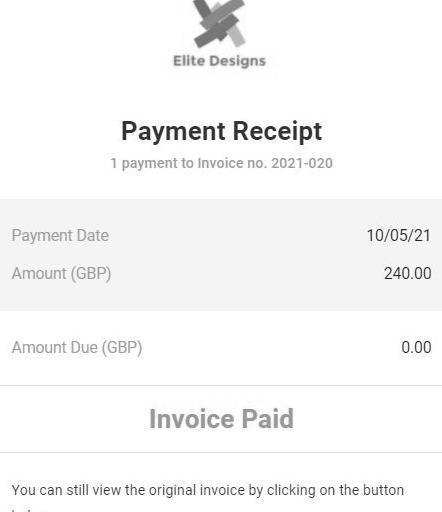 Elite Designs
Payment Receipt
1 payment to Invoice no. 2021-020
Payment Date 10/05/21
Amount (GBP) 240.00
Amount Due (GBP) 0.00
Invoice Paid
You can still view the original invoice by clicking on the button